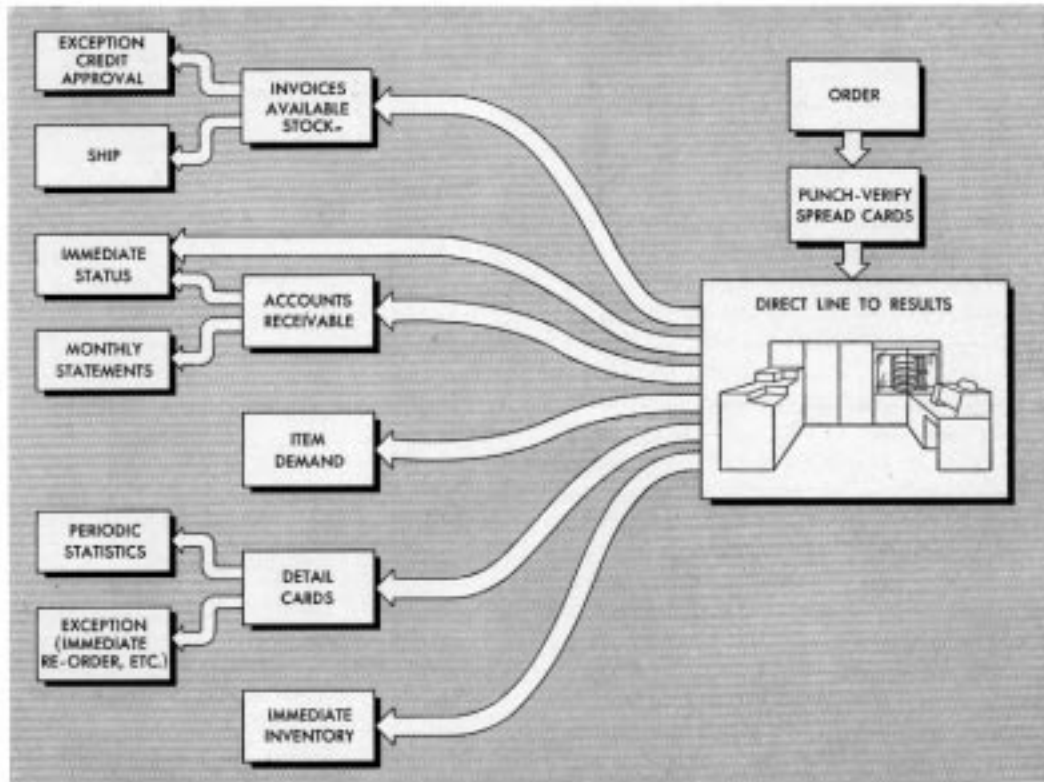 EXCEPTION
CREDIT
APPROVAL
SHIP
INVOICES
AVAILABLE
STOCK
ORDER
PUNCH-VERIFY
SPREAD CARDS
DIRECT LINE TO RESULTS
IMMEDIATE
STATUS
MONTHLY
STATEMENTS
ACCOUNTS
RECEIVABLE
ITEM
DEMAND
PERIODIC
STATISTICS
EXCEPTION
(IMMEDIATE
RE-ORDER, ETC.)
DETAIL
CARDS
IMMEDIATE
INVENTORY